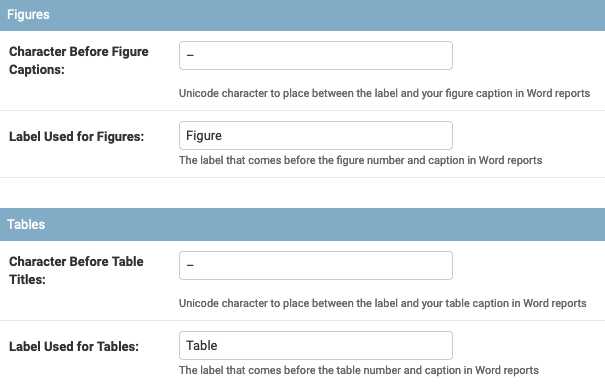 Figures
Character Before Figure
Captions:
–
Unicode character to place between the label and your figure caption in Word reports
Label Used for Figures:
Figure
The label that comes before the figure number and caption in Word reports
Tables
Character Before Table
Titles:
–
Unicode character to place between the label and your table caption in Word reports
Label Used for Tables:
Table
The label that comes before the table number and caption in Word reports